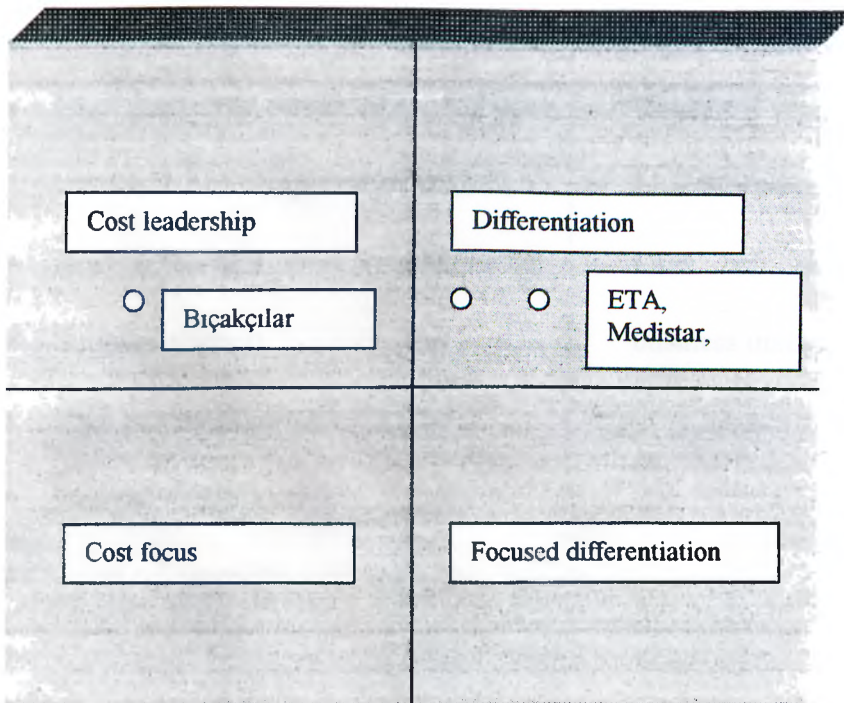 Cost leadership
Differentiation
Bıçakçılar
ETA,
Medistar,
Cost focus
Focused differentiation